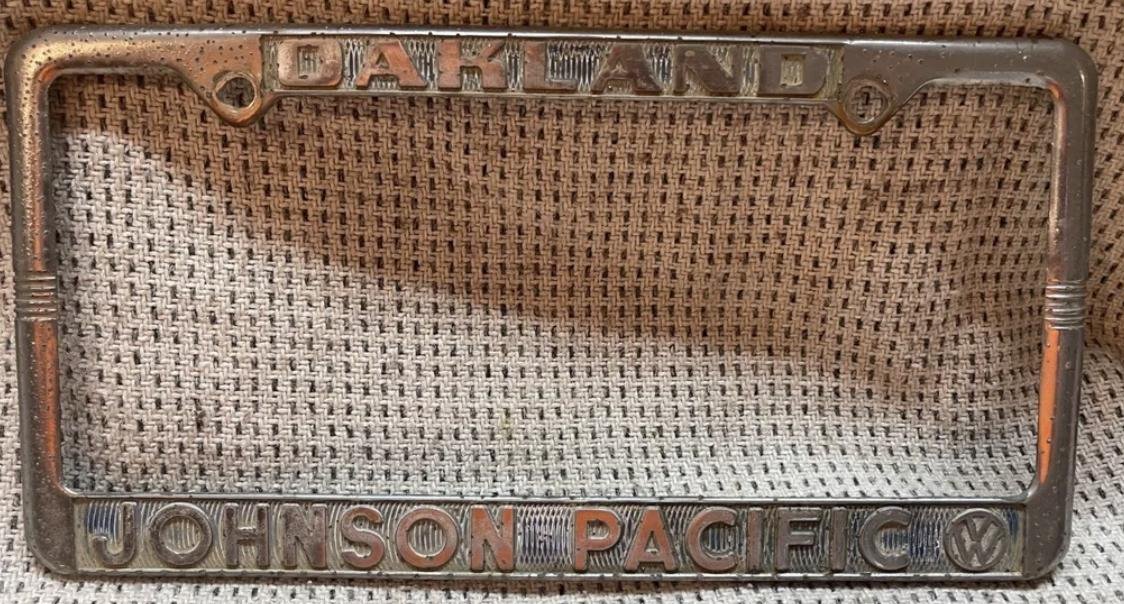 OAKLAND
JOHNSON PACIFIC VW